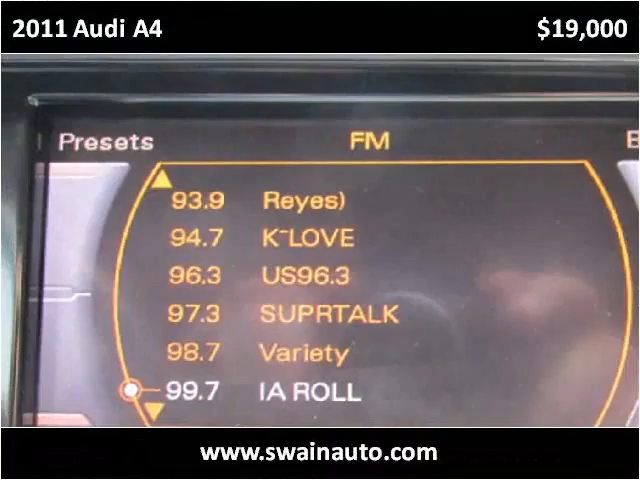 2011 Audi A4 $19,000
Presets FM
93.9 Reyes)
94.7 K-LOVE
96.3 US96.3
97.3 SUPRTALK
98.7 Variety
99.7 IA ROLL
www.swainauto.com